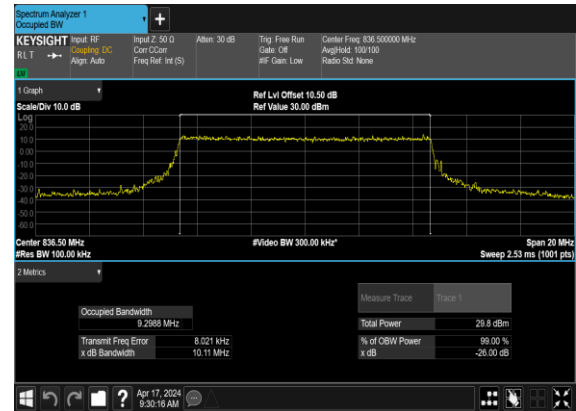 Spectrum Analyzer 1
Occupied BW
+
KEYSIGHT
RLT
Input: RF
Coupling: DC
Align: Auto
Input Z: 50 Ω
Corr CCorr
Freq Ref: Int (S)
Atten: 30 dB
Trig: Free Run
Gate: Off
#IF Gain: Low
Center Freq: 836.500000 MHz
Avg|Hold: 100/100
Radio Std: None
1 Graph
Scale/Div 10.0 dB
Ref Lvl Offset 10.50 dB
Ref Value 30.00 dBm
Log
20.0
10.0
0.00
-10.0
-20.0
-30.0
-40.0
-50.0
-60.0
Center 836.50 MHz
#Res BW 100.00 kHz
#Video BW 300.00 kHz*
Span 20 MHz
Sweep 2.53 ms (1001 pts)
2 Metrics
Measure Trace
Trace 1
Occupied Bandwidth
9.2988 MHz
Total Power
29.8 dBm
Transmit Freq Error
8.021 kHz
% of OBW Power
99.00 %
x dB Bandwidth
10.11 MHz
x dB
-26.00 dB
?
Apr 17, 2024
9:30:16 AM